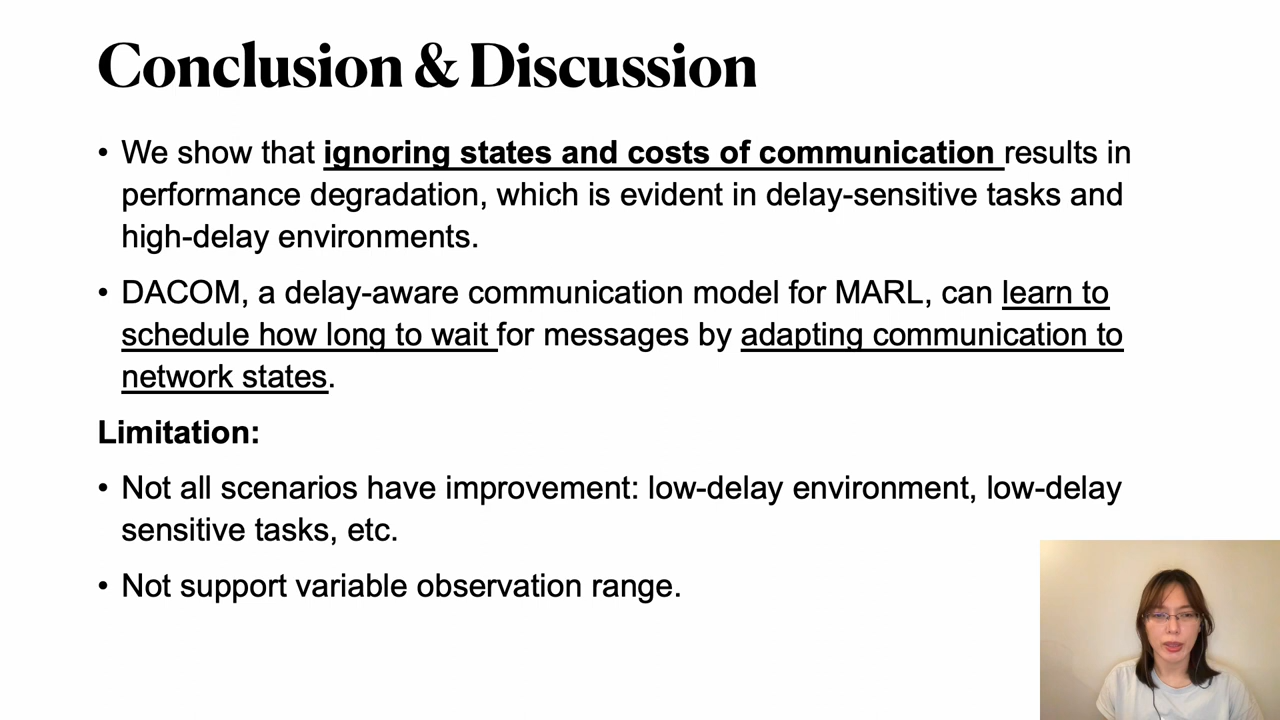 Conclusion & Discussion
• We show that ignoring states and costs of communication results in
performance degradation, which is evident in delay-sensitive tasks and
high-delay environments.
• DACOM, a delay-aware communication model for MARL, can learn to
schedule how long to wait for messages by adapting communication to
network states.
Limitation:
• Not all scenarios have improvement: low-delay environment, low-delay
sensitive tasks, etc.
• Not support variable observation range.